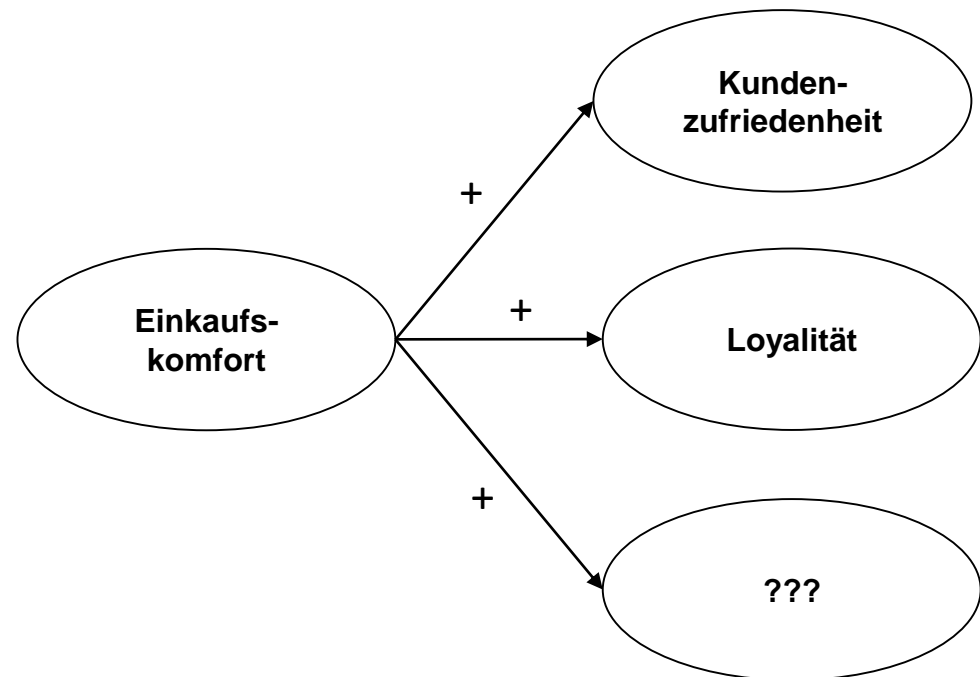 Kunden-
zufriedenheit
+
Einkaufs-
komfort
+
Loyalität
+
???